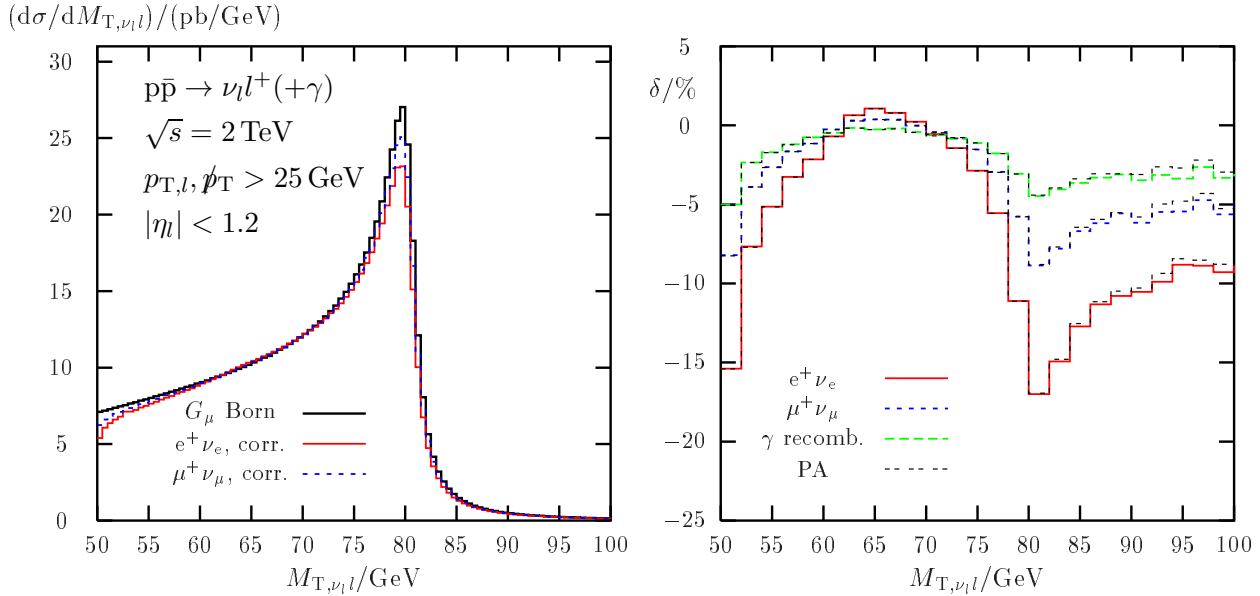 (dσ/dM_{T,ν_l l})/(pb/GeV)
30
25
20
15
10
5
0
pp̄ → ν_l l⁺(+γ)
√s = 2 TeV
p_{T,l}, p̸_T > 25 GeV
|η_l| < 1.2
G_μ Born
e⁺ν_e, corr.
μ⁺ν_μ, corr.
50 55 60 65 70 75 80 85 90 95 100
M_{T,ν_l l}/GeV
δ/%
5
0
−5
−10
−15
−20
−25
e⁺ν_e
μ⁺ν_μ
γ recomb.
PA
50 55 60 65 70 75 80 85 90 95 100
M_{T,ν_l l}/GeV